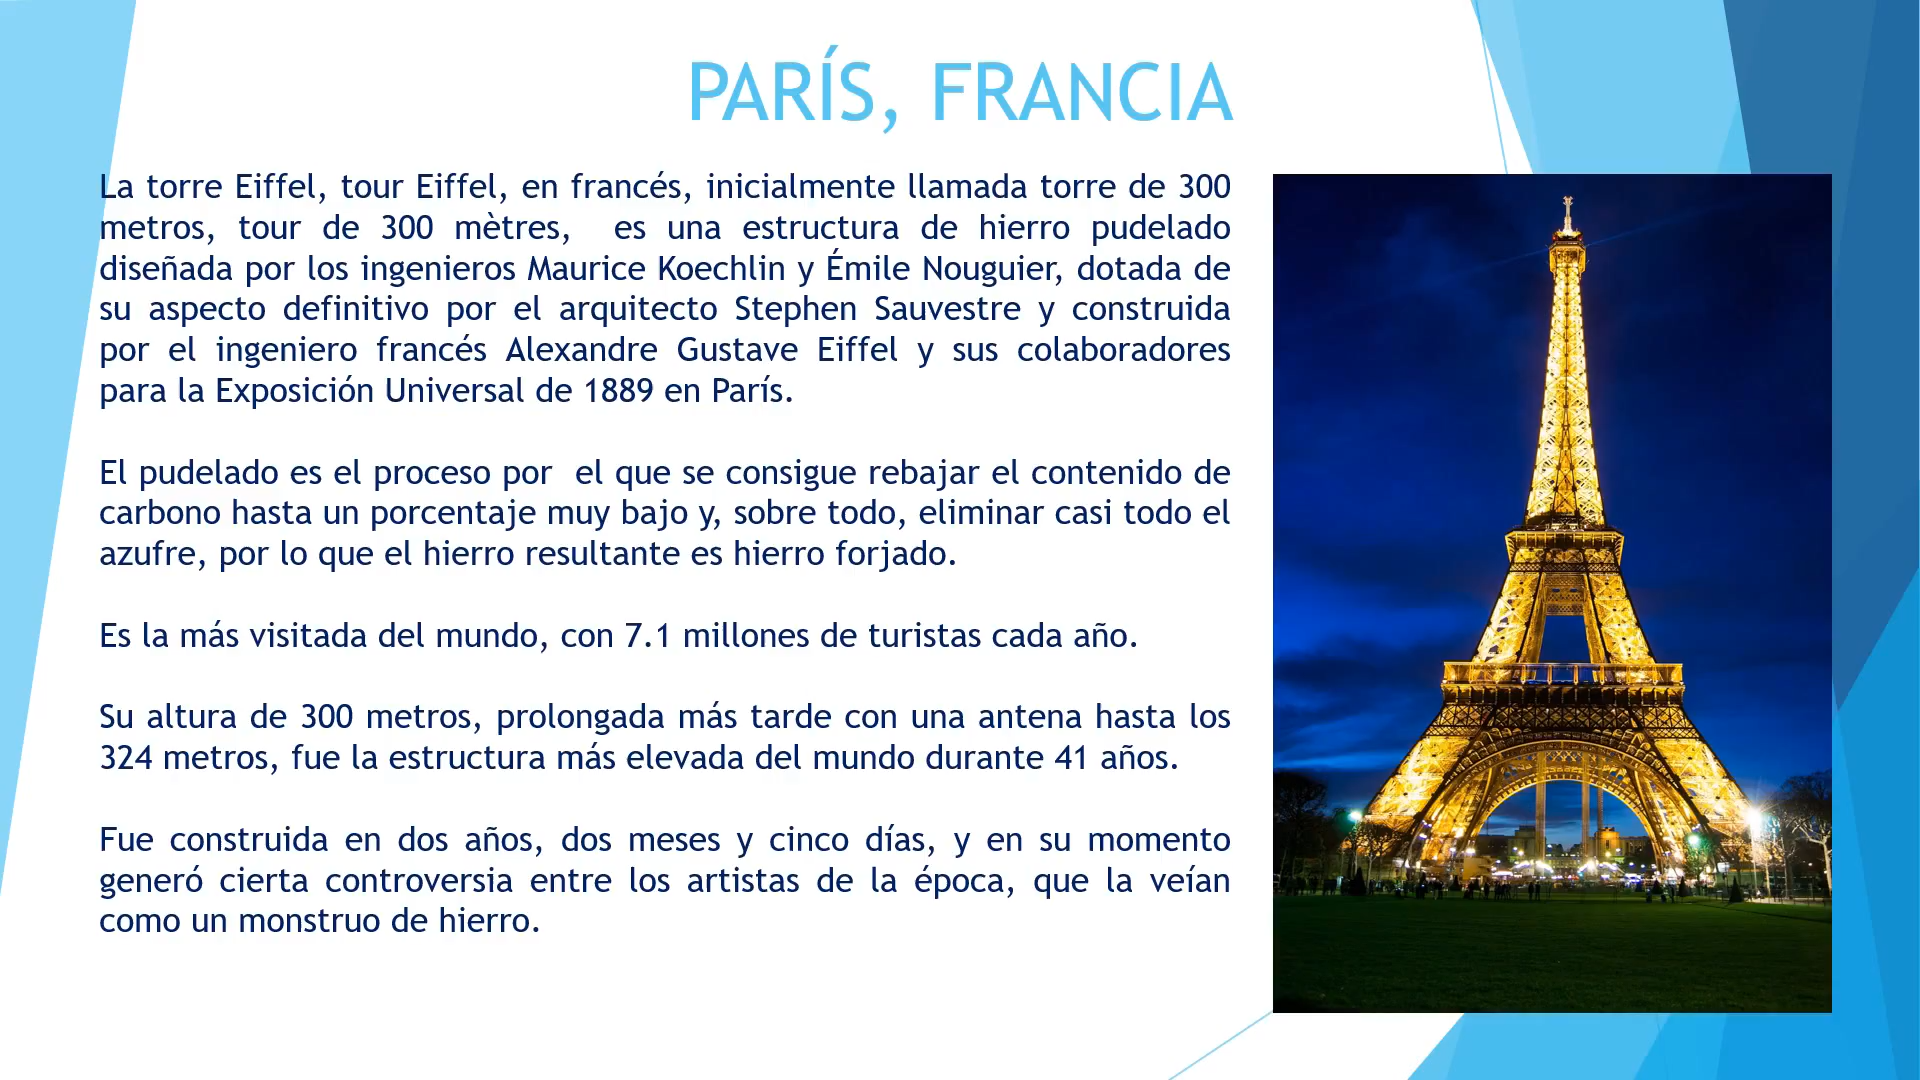 PARÍS, FRANCIA
La torre Eiffel, tour Eiffel, en francés, inicialmente llamada torre de 300
metros, tour de 300 mètres,  es una estructura de hierro pudelado
diseñada por los ingenieros Maurice Koechlin y Émile Nouguier, dotada de
su aspecto definitivo por el arquitecto Stephen Sauvestre y construida
por el ingeniero francés Alexandre Gustave Eiffel y sus colaboradores
para la Exposición Universal de 1889 en París.
El pudelado es el proceso por  el que se consigue rebajar el contenido de
carbono hasta un porcentaje muy bajo y, sobre todo, eliminar casi todo el
azufre, por lo que el hierro resultante es hierro forjado.
Es la más visitada del mundo, con 7.1 millones de turistas cada año.
Su altura de 300 metros, prolongada más tarde con una antena hasta los
324 metros, fue la estructura más elevada del mundo durante 41 años.
Fue construida en dos años, dos meses y cinco días, y en su momento
generó cierta controversia entre los artistas de la época, que la veían
como un monstruo de hierro.